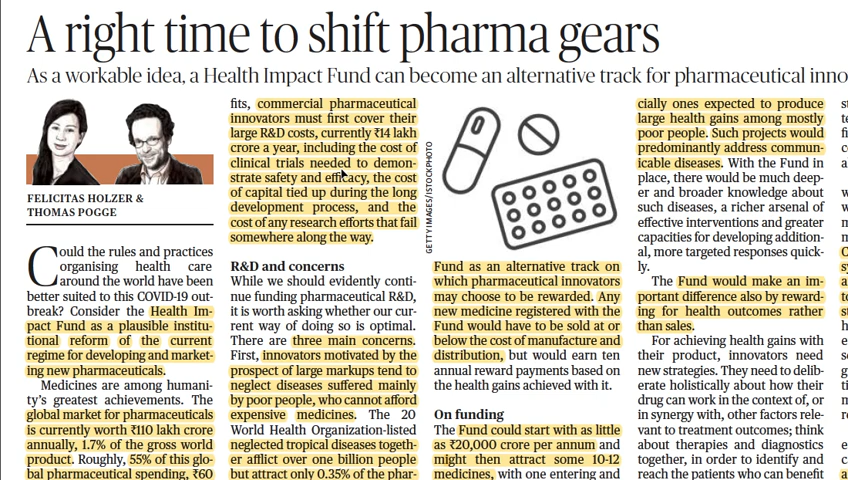 A right time to shift pharma gears
As a workable idea, a Health Impact Fund can become an alternative track for pharmaceutical inno
FELICITAS HOLZER &
THOMAS POGGE
Could the rules and practices
organising health care
around the world have been
better suited to this COVID-19 out-
break? Consider the Health Im-
pact Fund as a plausible institu-
tional reform of the current
regime for developing and market-
ing new pharmaceuticals.
Medicines are among humani-
ty's greatest achievements. The
global market for pharmaceuticals
is currently worth ₹110 lakh crore
annually, 1.7% of the gross world
product. Roughly, 55% of this glo-
bal pharmaceutical spending, ₹60
fits, commercial pharmaceutical
innovators must first cover their
large R&D costs, currently ₹14 lakh
crore a year, including the cost of
clinical trials needed to demon-
strate safety and efficacy, the cost
of capital tied up during the long
development process, and the
cost of any research efforts that fail
somewhere along the way.
R&D and concerns
While we should evidently conti-
nue funding pharmaceutical R&D,
it is worth asking whether our cur-
rent way of doing so is optimal.
There are three main concerns.
First, innovators motivated by the
prospect of large markups tend to
neglect diseases suffered mainly
by poor people, who cannot afford
expensive medicines. The 20
World Health Organization-listed
neglected tropical diseases togeth-
er afflict over one billion people
but attract only 0.35% of the phar-
GETTY IMAGES/ISTOCKPHOTO
Fund as an alternative track on
which pharmaceutical innovators
may choose to be rewarded. Any
new medicine registered with the
Fund would have to be sold at or
below the cost of manufacture and
distribution, but would earn ten
annual reward payments based on
the health gains achieved with it.
On funding
The Fund could start with as little
as ₹20,000 crore per annum and
might then attract some 10-12
medicines, with one entering and
cially ones expected to produce
large health gains among mostly
poor people. Such projects would
predominantly address commun-
icable diseases. With the Fund in
place, there would be much deep-
er and broader knowledge about
such diseases, a richer arsenal of
effective interventions and greater
capacities for developing addition-
al, more targeted responses quick-
ly.
The Fund would make an im-
portant difference also by reward-
ing for health outcomes rather
than sales.
For achieving health gains with
their product, innovators need
new strategies. They need to delib-
erate holistically about how their
drug can work in the context of, or
in synergy with, other factors rele-
vant to treatment outcomes; think
about therapies and diagnostics
together, in order to identify and
reach the patients who can benefit